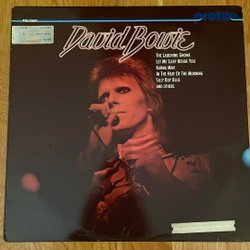 profile
David Bowie
THE LAUGHING GNOME
LET ME SLEEP BESIDE YOU
KARMA MAN
IN THE HEAT OF THE MORNING
SILLY BOY BLUE
AND OTHERS